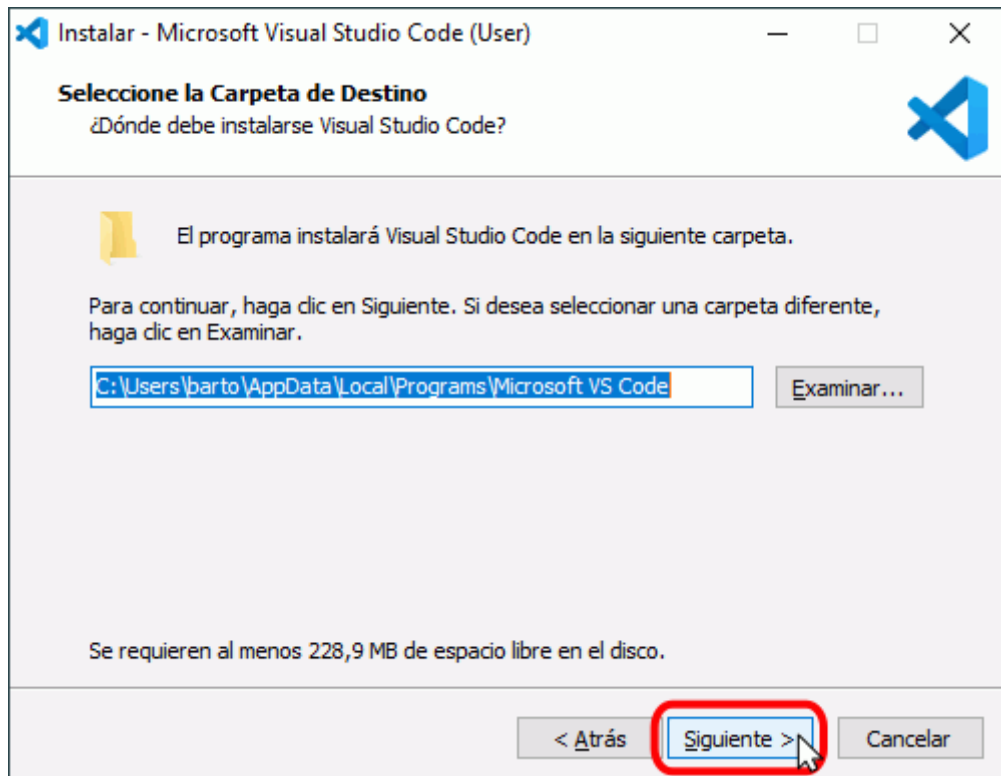 Instalar - Microsoft Visual Studio Code (User)
Seleccione la Carpeta de Destino
¿Dónde debe instalarse Visual Studio Code?
El programa instalará Visual Studio Code en la siguiente carpeta.
Para continuar, haga clic en Siguiente. Si desea seleccionar una carpeta diferente,
haga clic en Examinar.
C:\Users\barto\AppData\Local\Programs\Microsoft VS Code
Examinar...
Se requieren al menos 228,9 MB de espacio libre en el disco.
< Atrás
Siguiente >
Cancelar